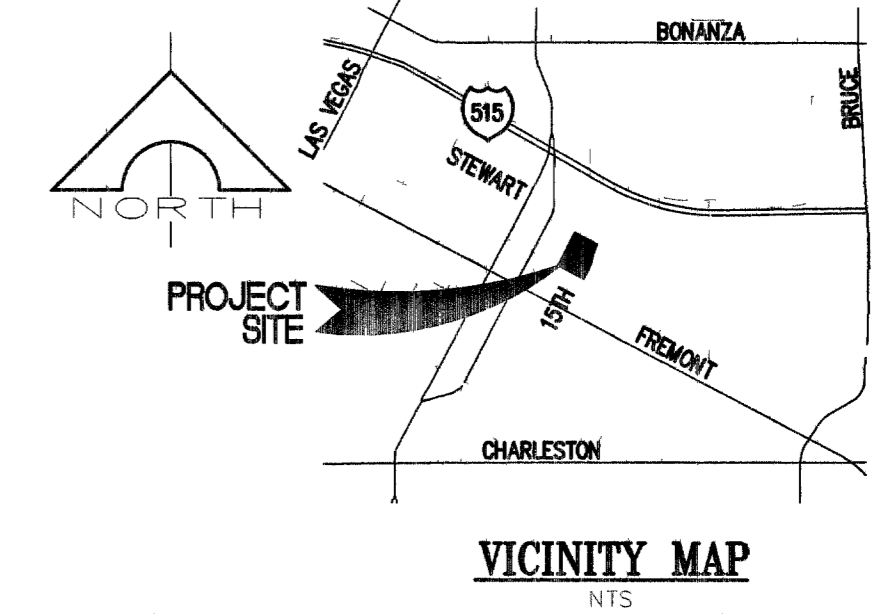 BONANZA
LAS VEGAS
BRUCE
515
STEWART
NORTH
PROJECT
SITE
15TH
FREMONT
CHARLESTON
VICINITY MAP
NTS